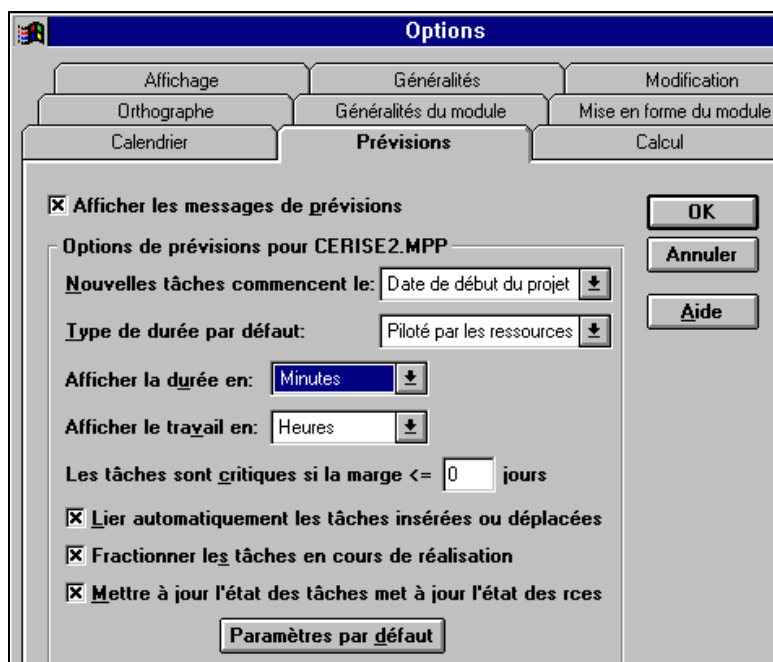 Options
Affichage Généralités Modification
Orthographe Généralités du module Mise en forme du module
Calendrier Prévisions Calcul
Afficher les messages de prévisions
OK
Options de prévisions pour CERISE2.MPP
Annuler
Nouvelles tâches commencent le: Date de début du projet
Aide
Type de durée par défaut: Piloté par les ressources
Afficher la durée en: Minutes
Afficher le travail en: Heures
Les tâches sont critiques si la marge <= 0 jours
Lier automatiquement les tâches insérées ou déplacées
Fractionner les tâches en cours de réalisation
Mettre à jour l'état des tâches met à jour l'état des rces
Paramètres par défaut